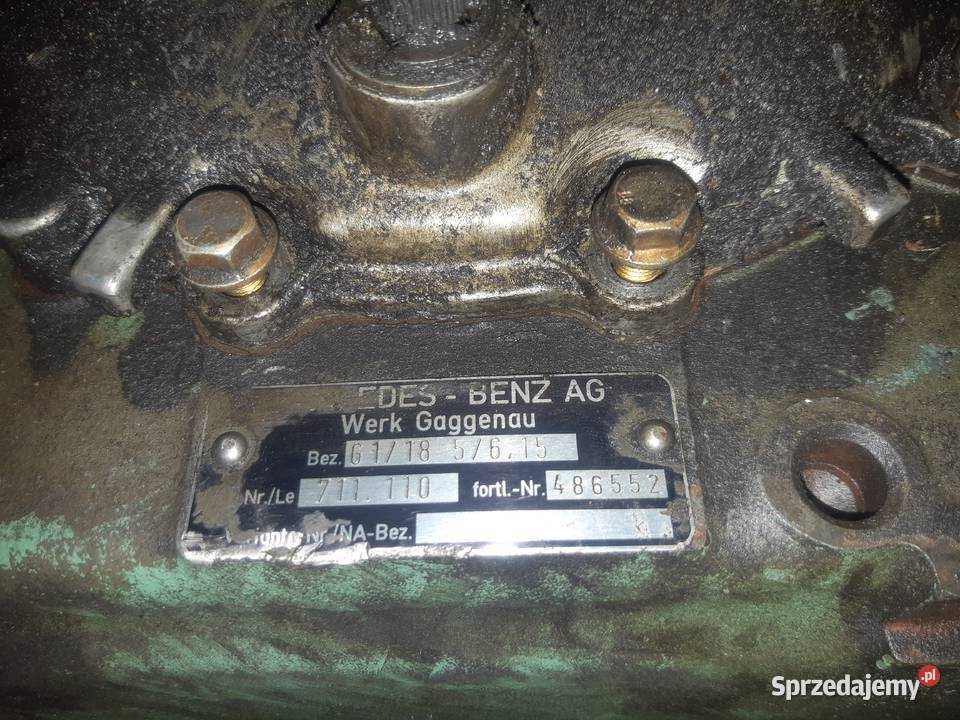 EDES - BENZ AG
Werk Gaggenau
Bez. G1/18 5/6,15
Nr./Le 711.110 fortl.-Nr. 486552
Nr/NA-Bez.
Sprzedajemy.pl